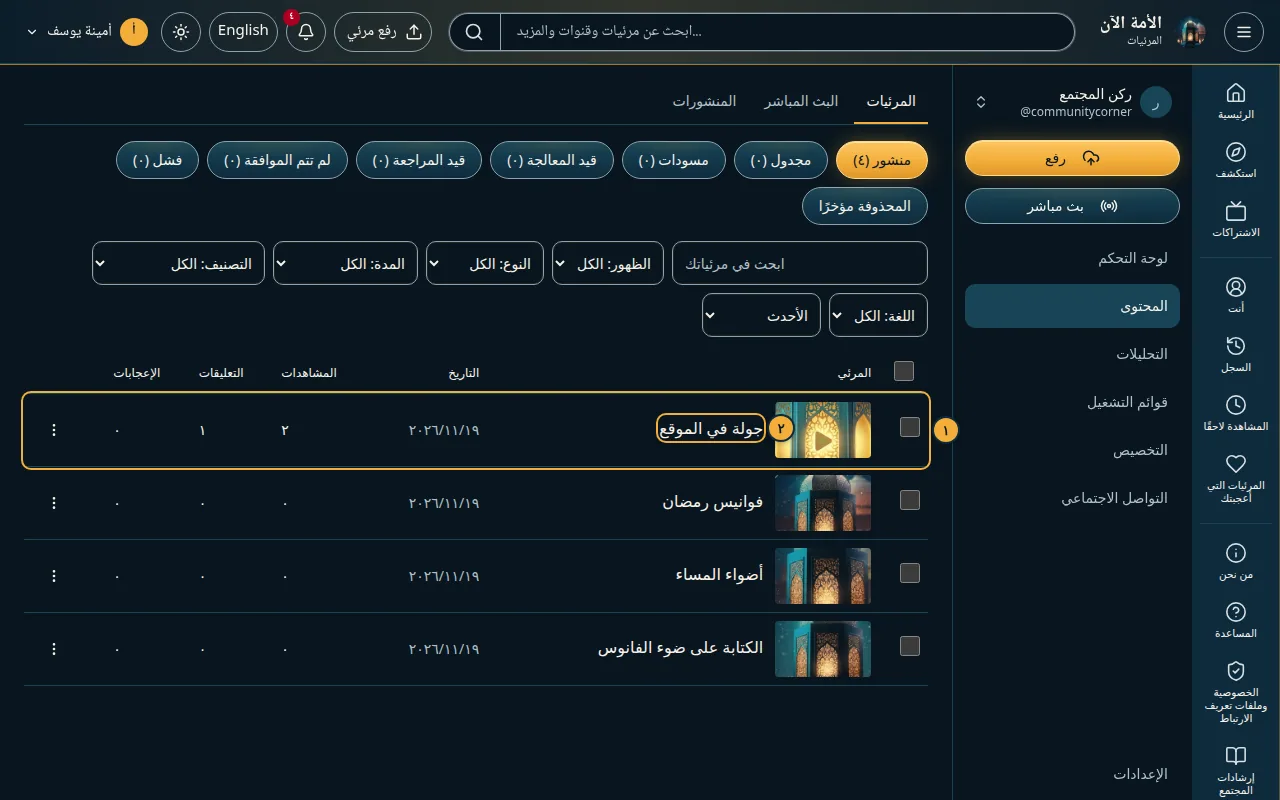 الأمة الآن
المرئيات
ابحث عن مرئيات وقنوات والمزيد...
رفع مرئي
٤
English
أ
أمينة يوسف
الرئيسية
استكشف
الاشتراكات
أنت
السجل
المشاهدة لاحقًا
المرئيات التي
أعجبتك
من نحن
المساعدة
الخصوصية
وملفات تعريف
الارتباط
إرشادات
المجتمع
ر
ركن المجتمع
@communitycorner
رفع
بث مباشر
لوحة التحكم
المحتوى
التحليلات
قوائم التشغيل
التخصيص
التواصل الاجتماعي
الإعدادات
المرئيات
البث المباشر
المنشورات
منشور (٤)
مجدول (٠)
مسودات (٠)
قيد المعالجة (٠)
قيد المراجعة (٠)
لم تتم الموافقة (٠)
فشل (٠)
المحذوفة مؤخرًا
ابحث في مرئياتك
الظهور: الكل
النوع: الكل
المدة: الكل
التصنيف: الكل
اللغة: الكل
الأحدث
المرئي التاريخ المشاهدات التعليقات الإعجابات
١
٢
جولة في الموقع ٢٠٢٦/١١/١٩ ٢ ١ ٠
فوانيس رمضان ٢٠٢٦/١١/١٩ ٠ ٠ ٠
أضواء المساء ٢٠٢٦/١١/١٩ ٠ ٠ ٠
الكتابة على ضوء الفانوس ٢٠٢٦/١١/١٩ ٠ ٠ ٠